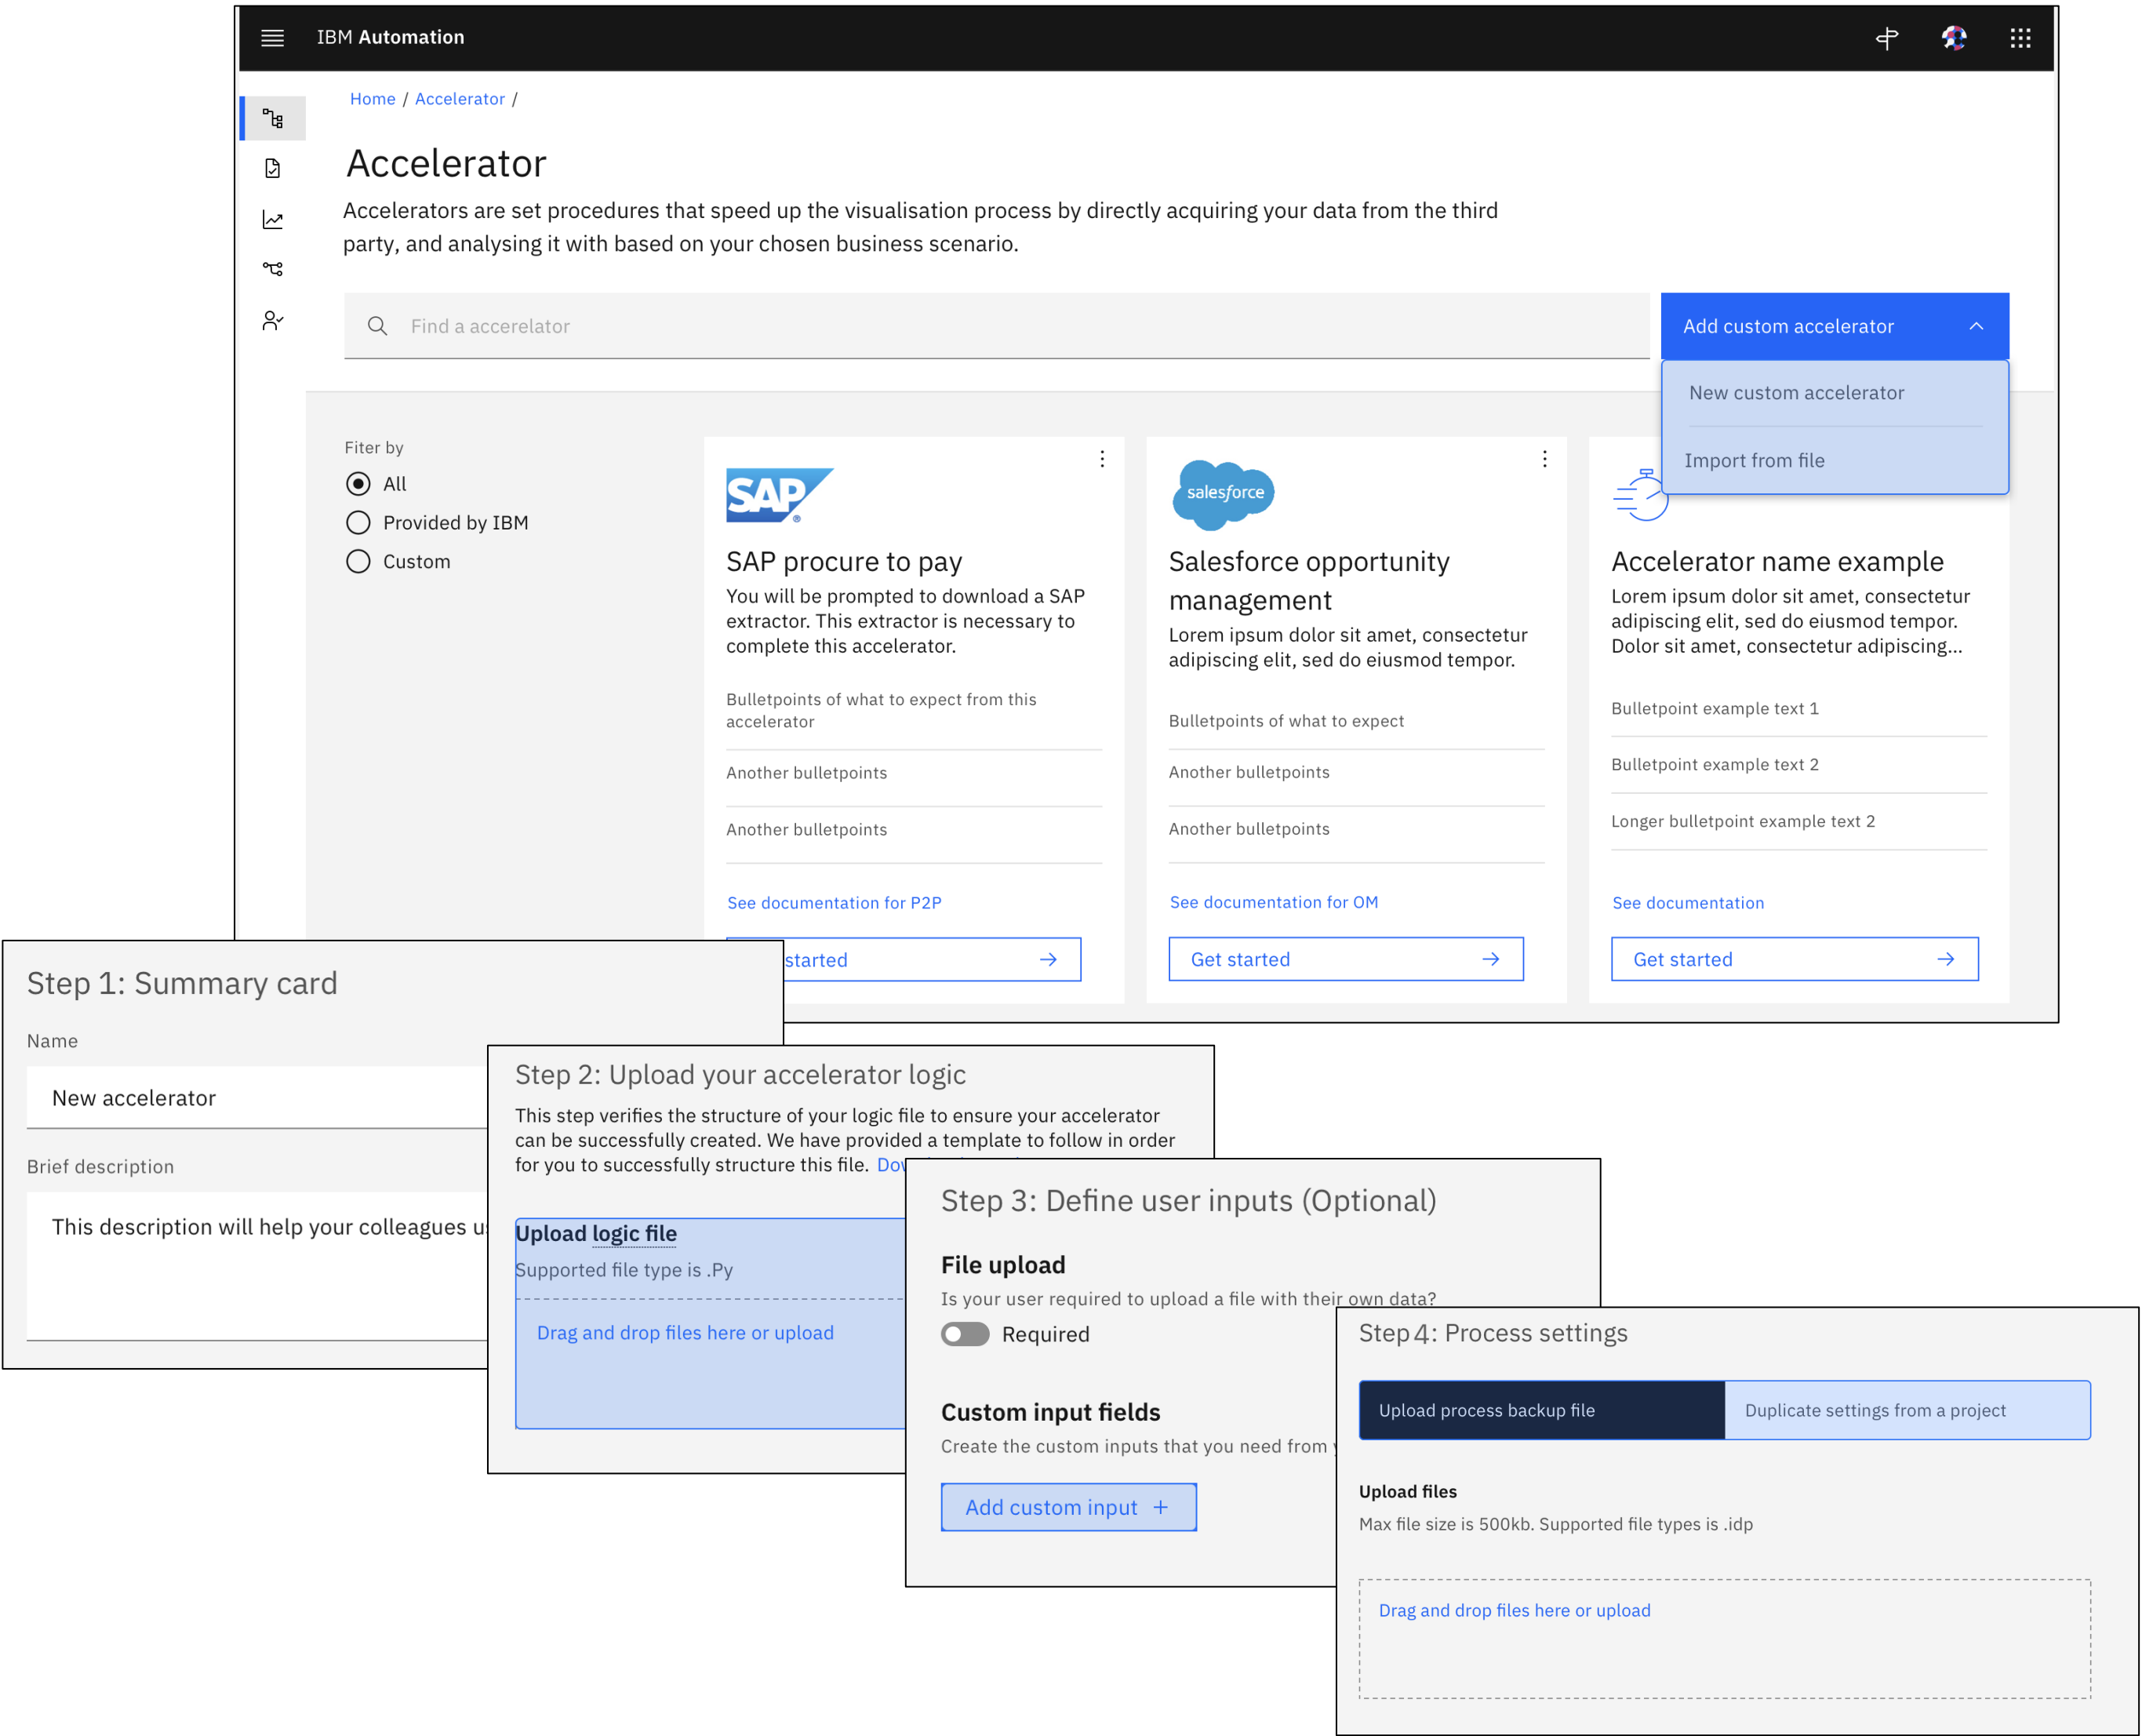 IBM Automation
Home / Accelerator /
Accelerator
Accelerators are set procedures that speed up the visualisation process by directly acquiring your data from the third
party, and analysing it with based on your chosen business scenario.
Find a accerelator
Add custom accelerator
New custom accelerator
Import from file
Fiter by
All
Provided by IBM
Custom
SAP®
SAP procure to pay
You will be prompted to download a SAP
extractor. This extractor is necessary to
complete this accelerator.
Bulletpoints of what to expect from this
accelerator
Another bulletpoints
Another bulletpoints
See documentation for P2P
started
salesforce
Salesforce opportunity
management
Lorem ipsum dolor sit amet, consectetur
adipiscing elit, sed do eiusmod tempor.
Bulletpoints of what to expect
Another bulletpoints
Another bulletpoints
See documentation for OM
Get started
Accelerator name example
Lorem ipsum dolor sit amet, consectetur
adipiscing elit, sed do eiusmod tempor.
Dolor sit amet, consectetur adipiscing...
Bulletpoint example text 1
Bulletpoint example text 2
Longer bulletpoint example text 2
See documentation
Get started
Step 1: Summary card
Name
New accelerator
Brief description
This description will help your colleagues
Step 2: Upload your accelerator logic
This step verifies the structure of your logic file to ensure your accelerator
can be successfully created. We have provided a template to follow in order
for you to successfully structure this file.
Upload logic file
Supported file type is .Py
Drag and drop files here or upload
Step 3: Define user inputs (Optional)
File upload
Is your user required to upload a file with their own data?
Required
Custom input fields
Create the custom inputs that you need from
Add custom input +
Step 4: Process settings
Upload process backup file
Duplicate settings from a project
Upload files
Max file size is 500kb. Supported file types is .idp
Drag and drop files here or upload